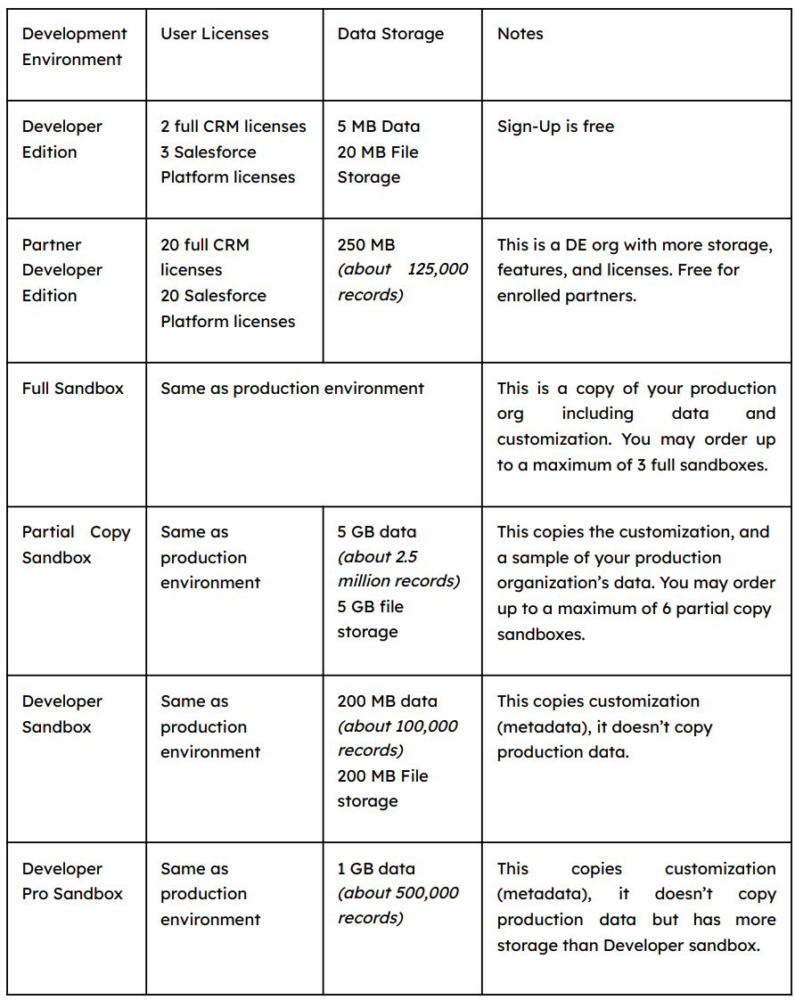 Development
Environment
User Licenses
Data Storage
Notes
Developer
Edition
2 full CRM licenses
3 Salesforce
Platform licenses
5 MB Data
20 MB File
Storage
Sign-Up is free
Partner
Developer
Edition
20 full CRM
licenses
20 Salesforce
Platform licenses
250 MB
(about 125,000
records)
This is a DE org with more storage,
features, and licenses. Free for
enrolled partners.
Full Sandbox
Same as production environment
This is a copy of your production
org including data and
customization. You may order up
to a maximum of 3 full sandboxes.
Partial Copy
Sandbox
Same as
production
environment
5 GB data
(about 2.5
million records)
5 GB file
storage
This copies the customization, and
a sample of your production
organization’s data. You may order
up to a maximum of 6 partial copy
sandboxes.
Developer
Sandbox
Same as
production
environment
200 MB data
(about 100,000
records)
200 MB File
storage
This copies customization
(metadata), it doesn’t copy
production data.
Developer
Pro Sandbox
Same as
production
environment
1 GB data
(about 500,000
records)
This copies customization
(metadata), it doesn’t copy
production data but has more
storage than Developer sandbox.